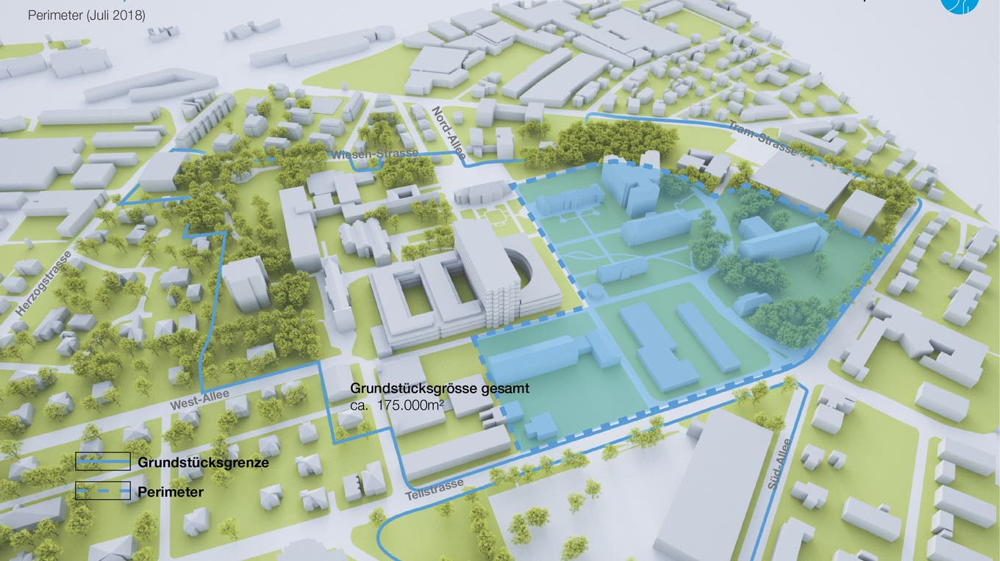 Perimeter (Juli 2018)
Nord-Allee
Tram-Strasse
Wiesen-Strasse
Herzogstrasse
Grundstücksgrösse gesamt
ca. 175.000m²
West-Allee
Grundstücksgrenze
Perimeter
Tellstrasse
Süd-Allee